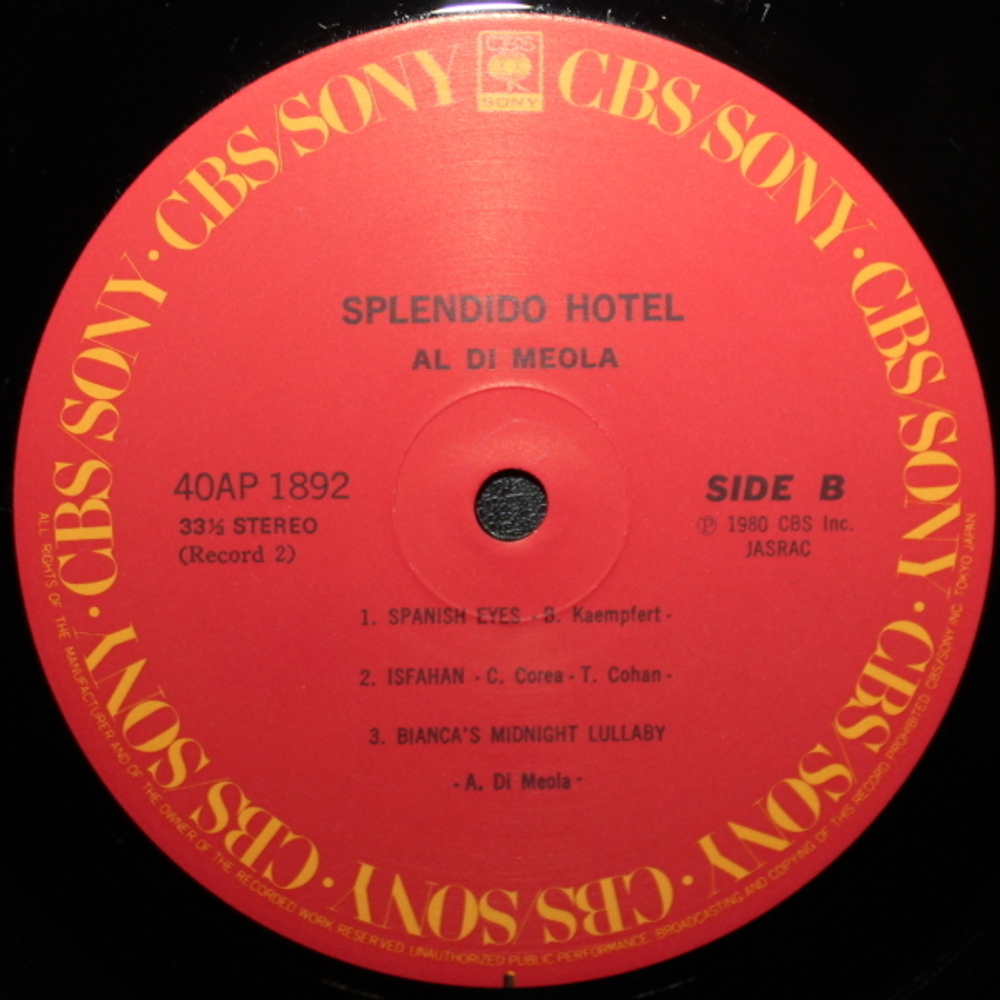 CBS
SONY
CBS/SONY · CBS/SONY · CBS/SONY · CBS/SONY · CBS/SONY · CBS/SONY · CBS/SONY · CBS/SONY
SPLENDIDO HOTEL
AL DI MEOLA
40AP 1892
33⅓ STEREO
(Record 2)
SIDE B
Ⓟ 1980 CBS Inc.
JASRAC
1. SPANISH EYES - B. Kaempfert -
2. ISFAHAN - C. Corea - T. Cohan -
3. BIANCA'S MIDNIGHT LULLABY
- A. Di Meola -
ALL RIGHTS OF THE MANUFACTURER AND OF THE OWNER OF THE RECORDED WORK RESERVED UNAUTHORIZED PUBLIC PERFORMANCE, BROADCASTING AND COPYING OF THIS RECORD PROHIBITED CBS/SONY INC TOKYO JAPAN